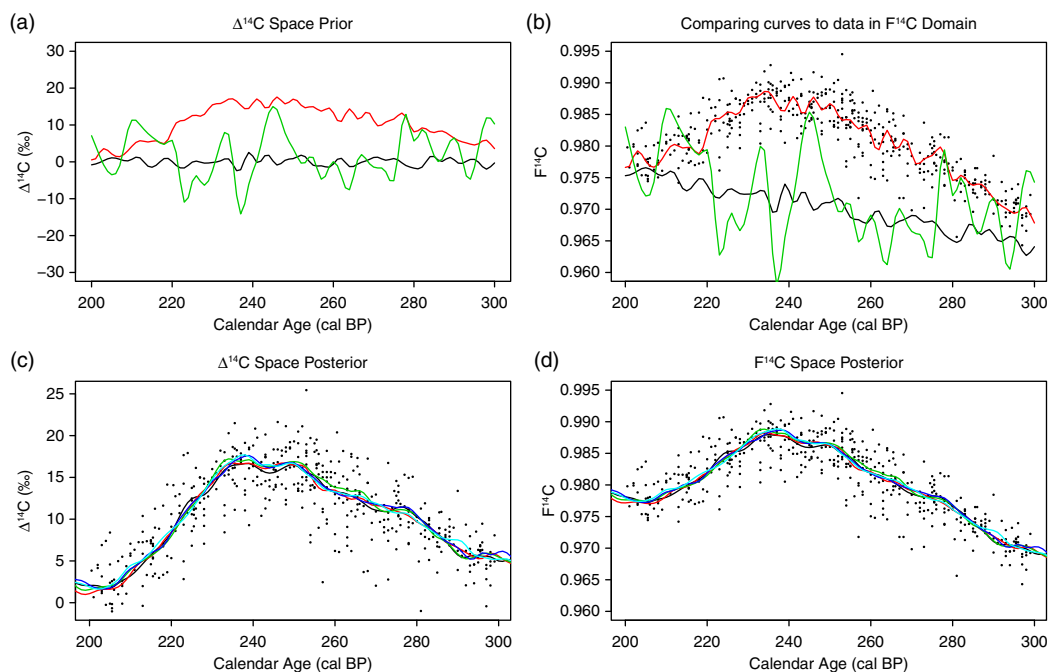 (a)
Δ¹⁴C Space Prior
Δ¹⁴C (‰)
30
20
10
0
−10
−20
−30
200 220 240 260 280 300
Calendar Age (cal BP)
(b)
Comparing curves to data in F¹⁴C Domain
F¹⁴C
0.995
0.990
0.985
0.980
0.975
0.970
0.965
0.960
200 220 240 260 280 300
Calendar Age (cal BP)
(c)
Δ¹⁴C Space Posterior
Δ¹⁴C (‰)
25
20
15
10
5
0
200 220 240 260 280 300
Calendar Age (cal BP)
(d)
F¹⁴C Space Posterior
F¹⁴C
0.995
0.990
0.985
0.980
0.975
0.970
0.965
0.960
200 220 240 260 280 300
Calendar Age (cal BP)